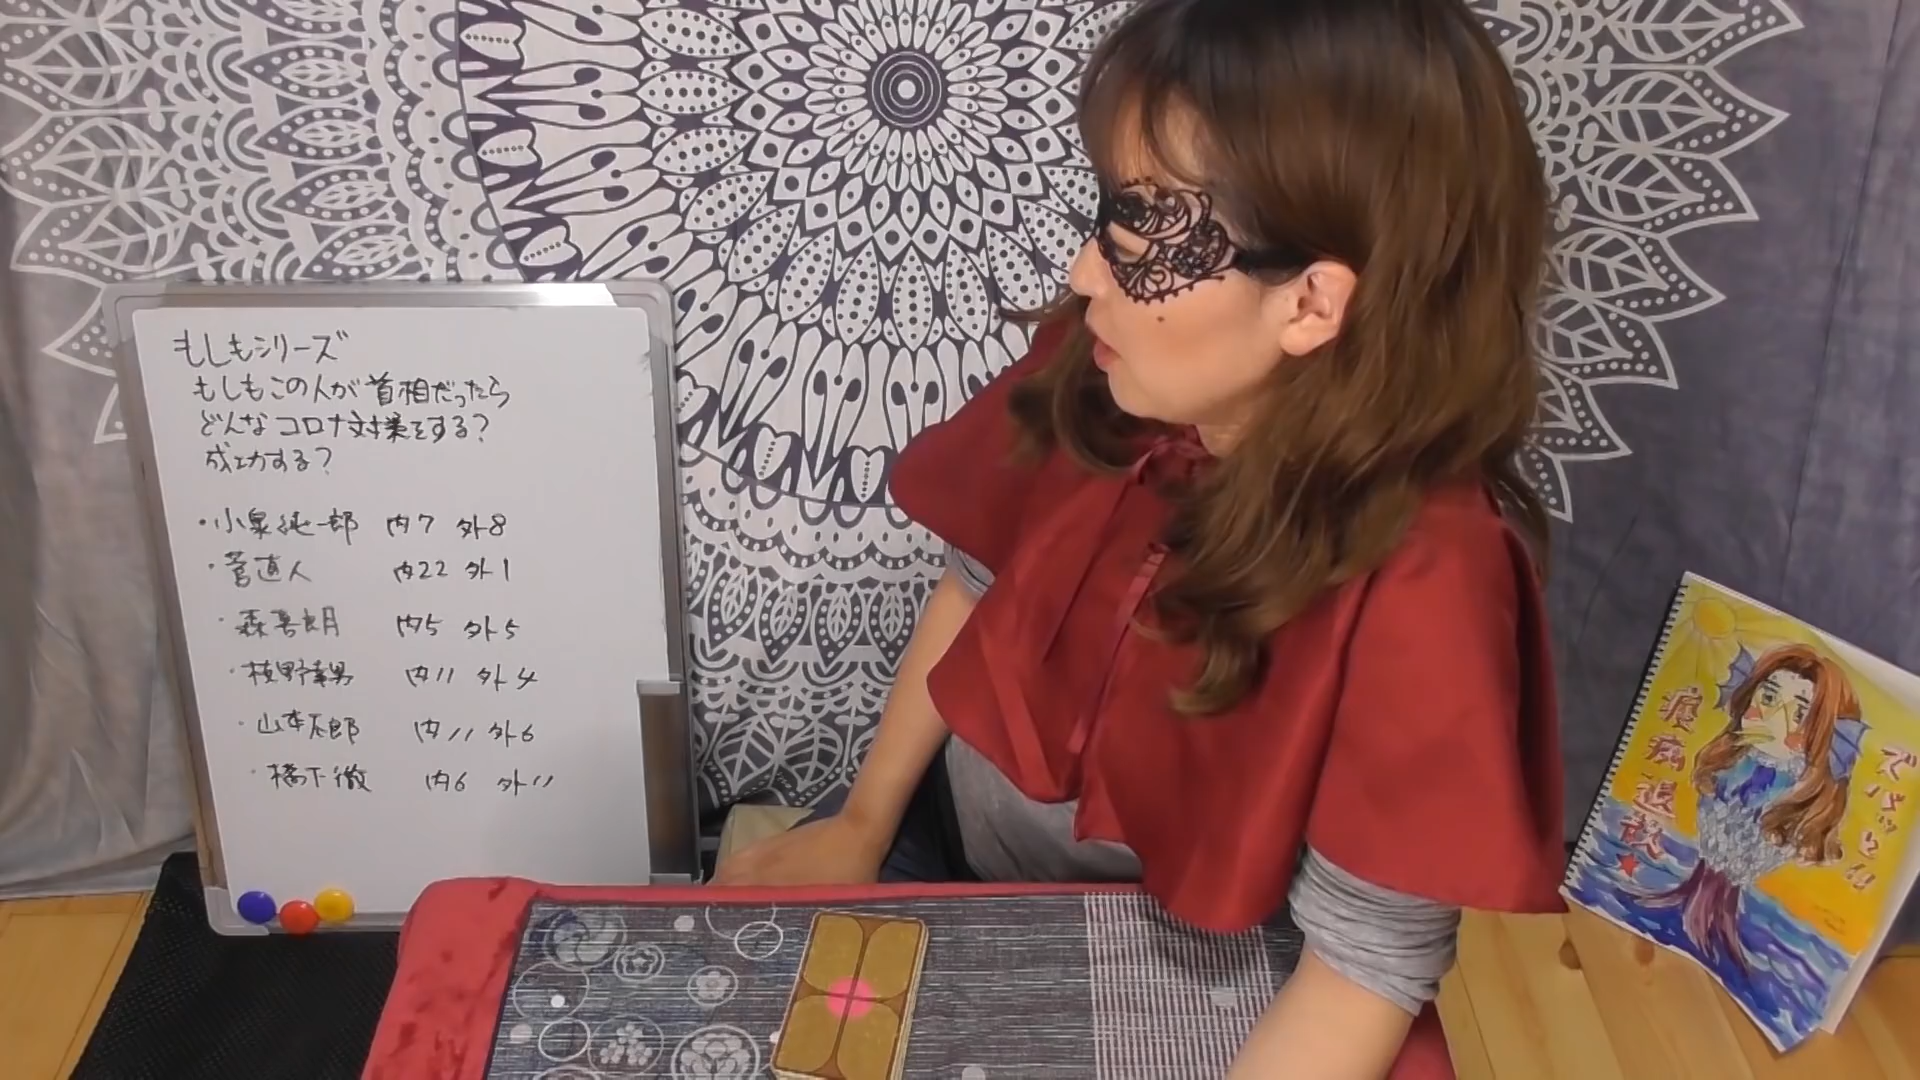 もしもシリーズ
もしもこの人が首相だったら
どんなコロナ対策をする?
成功する?
・小泉純一郎 内7 外8
・菅直人 内22 外1
・森喜朗 内5 外5
・枝野幸男 内11 外4
・山本太郎 内11 外6
・橋下徹 内6 外11
ズバッと
疫病退散